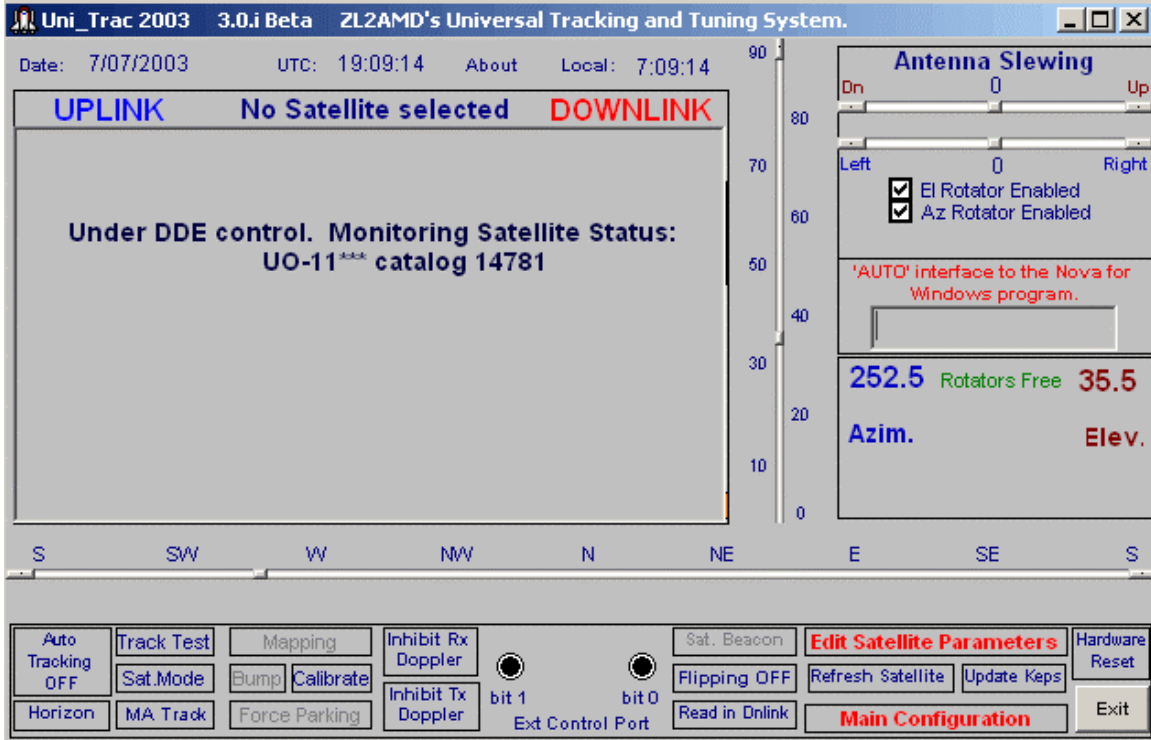 Uni_Trac 2003 3.0.i Beta ZL2AMD's Universal Tracking and Tuning System.
Date: 7/07/2003 UTC: 19:09:14 About Local: 7:09:14
UPLINK No Satellite selected DOWNLINK
Under DDE control. Monitoring Satellite Status:
UO-11*** catalog 14781
90
80
70
60
50
40
30
20
10
0
Antenna Slewing
Dn 0 Up
Left 0 Right
El Rotator Enabled
Az Rotator Enabled
'AUTO' interface to the Nova for
Windows program.
252.5 Rotators Free 35.5
Azim. Elev.
S SW W NW N NE E SE S
Auto
Tracking
OFF
Horizon
Track Test
Sat.Mode
MA Track
Mapping
Bump Calibrate
Force Parking
Inhibit Rx
Doppler
Inhibit Tx
Doppler
bit 1 bit 0
Ext Control Port
Sat. Beacon
Flipping OFF
Read in Dnlink
Edit Satellite Parameters
Refresh Satellite Update Keps
Main Configuration
Hardware
Reset
Exit